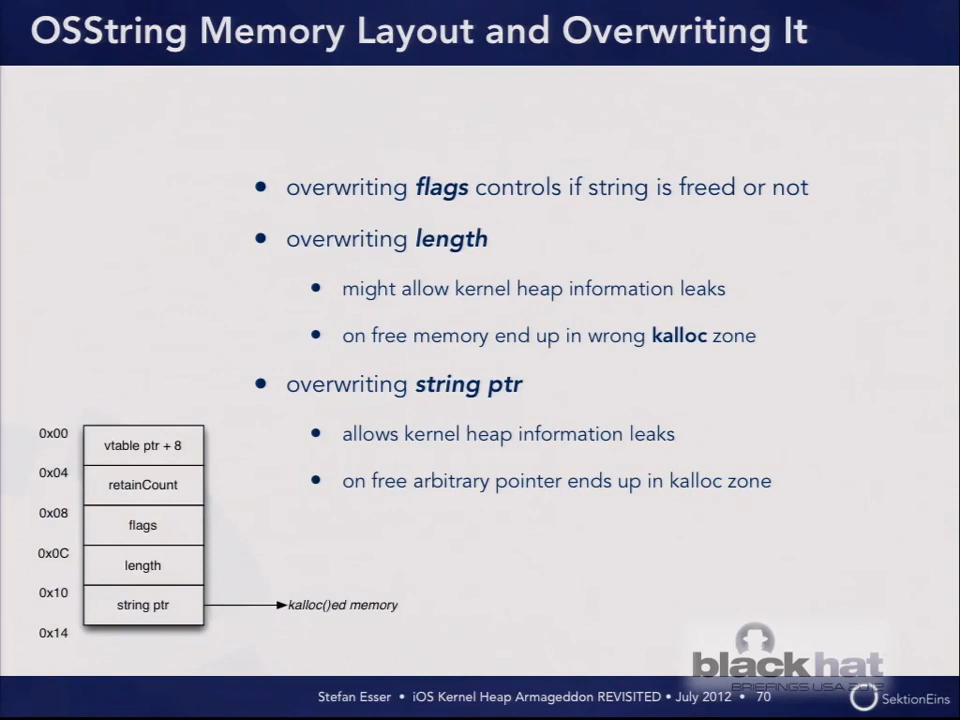 OSString Memory Layout and Overwriting It
• overwriting flags controls if string is freed or not
• overwriting length
• might allow kernel heap information leaks
• on free memory end up in wrong kalloc zone
• overwriting string ptr
• allows kernel heap information leaks
• on free arbitrary pointer ends up in kalloc zone
0x00
vtable ptr + 8
0x04
retainCount
0x08
flags
0x0C
length
0x10
string ptr
kalloc()ed memory
0x14
black hat
BRIEFINGS USA 2012
Stefan Esser • iOS Kernel Heap Armageddon REVISITED • July 2012 • 70
SektionEins